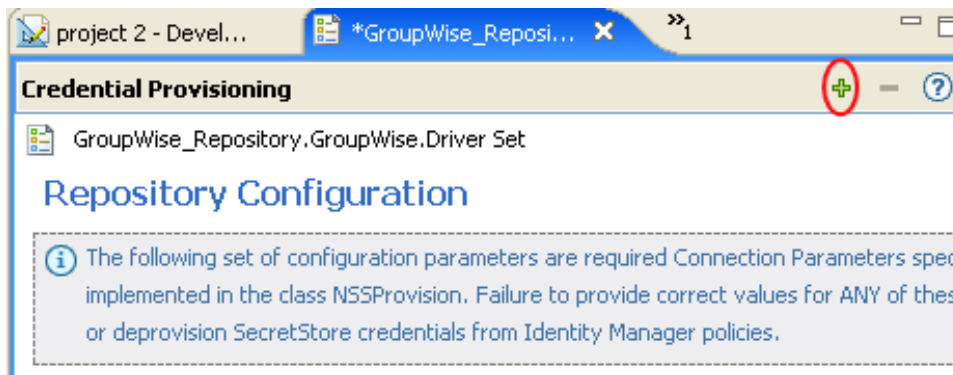 project 2 - Devel... *GroupWise_Reposi... »1
Credential Provisioning
GroupWise_Repository.GroupWise.Driver Set
Repository Configuration
The following set of configuration parameters are required Connection Parameters spec
implemented in the class NSSProvision. Failure to provide correct values for ANY of thes
or deprovision SecretStore credentials from Identity Manager policies.